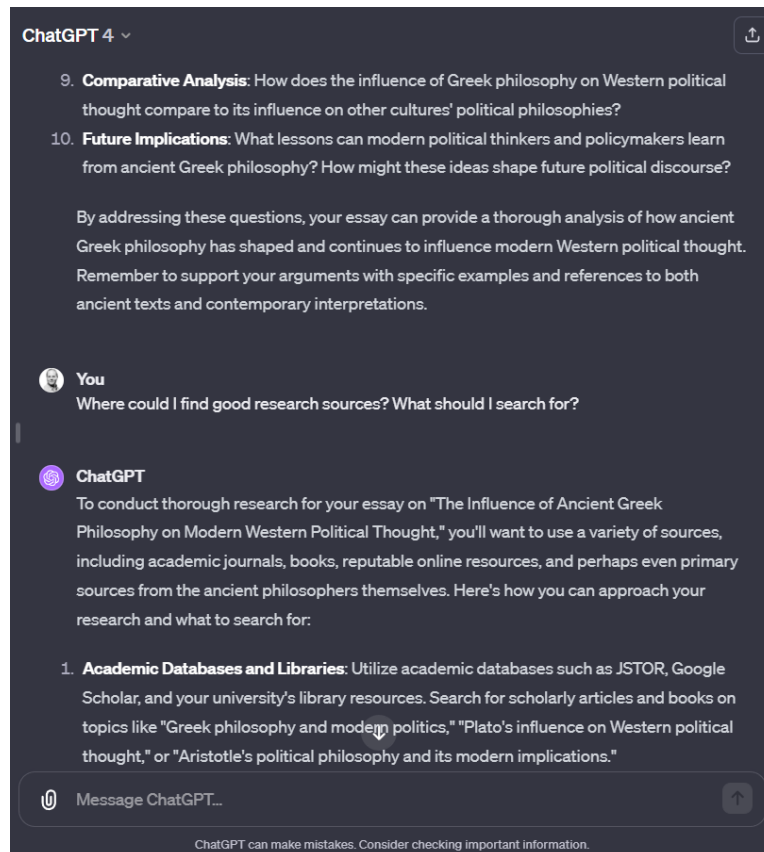 ChatGPT 4
9. Comparative Analysis: How does the influence of Greek philosophy on Western political
thought compare to its influence on other cultures' political philosophies?
10. Future Implications: What lessons can modern political thinkers and policymakers learn
from ancient Greek philosophy? How might these ideas shape future political discourse?
By addressing these questions, your essay can provide a thorough analysis of how ancient
Greek philosophy has shaped and continues to influence modern Western political thought.
Remember to support your arguments with specific examples and references to both
ancient texts and contemporary interpretations.
You
Where could I find good research sources? What should I search for?
ChatGPT
To conduct thorough research for your essay on "The Influence of Ancient Greek
Philosophy on Modern Western Political Thought," you'll want to use a variety of sources,
including academic journals, books, reputable online resources, and perhaps even primary
sources from the ancient philosophers themselves. Here's how you can approach your
research and what to search for:
1. Academic Databases and Libraries: Utilize academic databases such as JSTOR, Google
Scholar, and your university's library resources. Search for scholarly articles and books on
topics like "Greek philosophy and modern politics," "Plato's influence on Western political
thought," or "Aristotle's political philosophy and its modern implications."
Message ChatGPT...
ChatGPT can make mistakes. Consider checking important information.